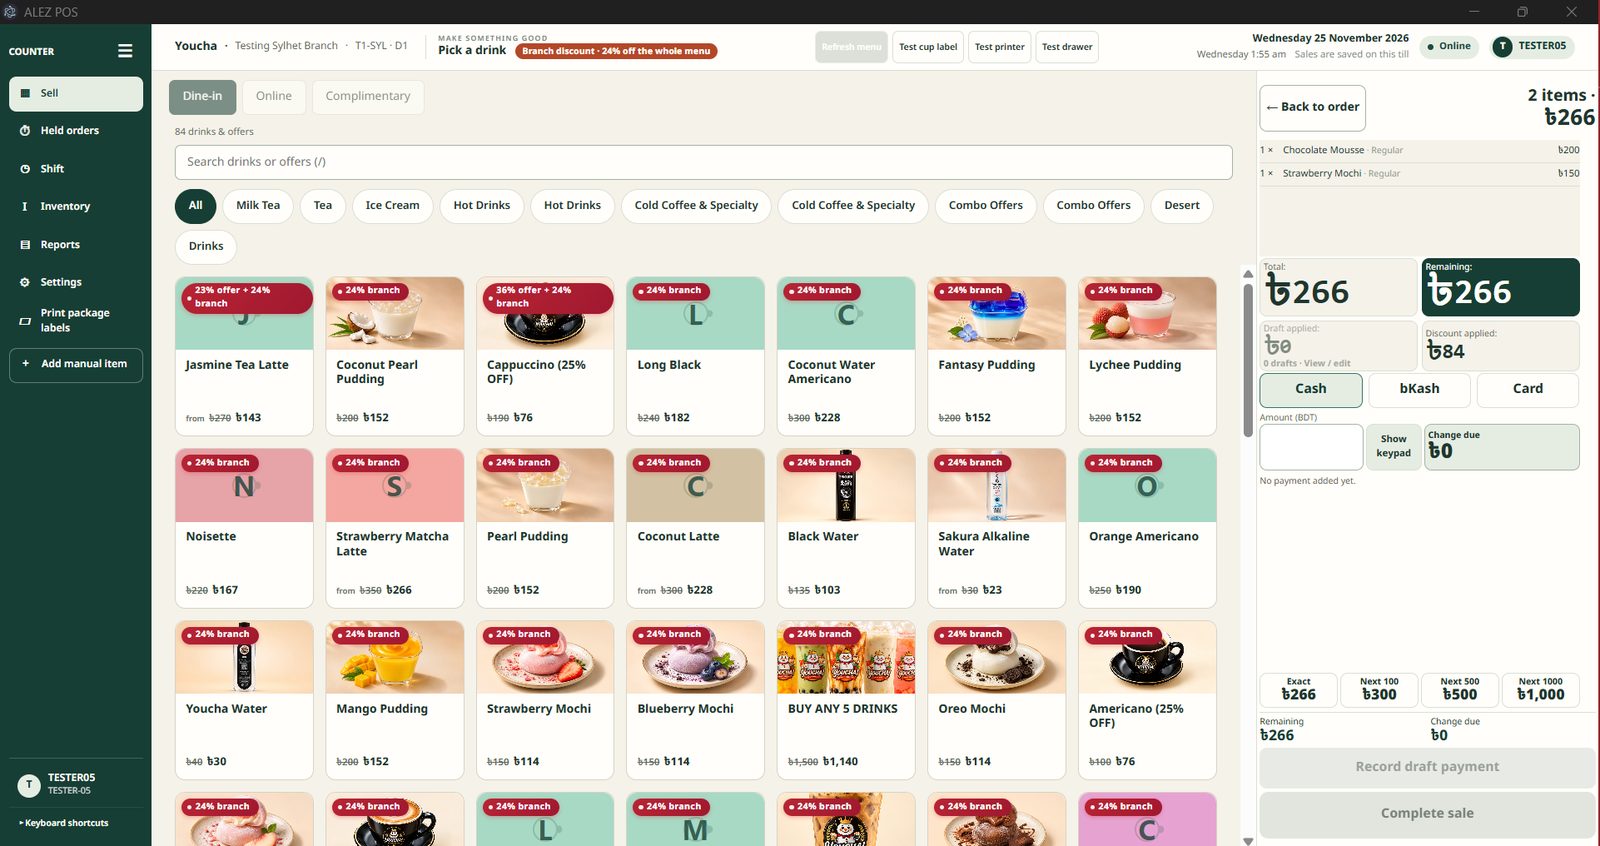 ALEZ POS
COUNTER
Sell
Held orders
Shift
Inventory
Reports
Settings
Print package
labels
+ Add manual item
T
TESTER05
TESTER-05
Keyboard shortcuts
Youcha · Testing Sylhet Branch · T1-SYL · D1
MAKE SOMETHING GOOD
Pick a drink
Branch discount · 24% off the whole menu
Refresh menu
Test cup label
Test printer
Test drawer
Wednesday 25 November 2026
Wednesday 1:55 am Sales are saved on this till
Online
T TESTER05
Dine-in
Online
Complimentary
84 drinks & offers
Search drinks or offers (/)
All
Milk Tea
Tea
Ice Cream
Hot Drinks
Hot Drinks
Cold Coffee & Specialty
Cold Coffee & Specialty
Combo Offers
Combo Offers
Desert
Drinks
23% offer + 24%
branch
J
Jasmine Tea Latte
from ৳270 ৳143
24% branch
Coconut Pearl
Pudding
৳200 ৳152
36% offer + 24%
branch
Cappuccino (25%
OFF)
৳190 ৳76
24% branch
L
Long Black
৳240 ৳182
24% branch
C
Coconut Water
Americano
৳300 ৳228
24% branch
Fantasy Pudding
৳200 ৳152
24% branch
Lychee Pudding
৳200 ৳152
24% branch
N
Noisette
৳220 ৳167
24% branch
S
Strawberry Matcha
Latte
from ৳350 ৳266
24% branch
Pearl Pudding
৳200 ৳152
24% branch
C
Coconut Latte
from ৳300 ৳228
24% branch
Black Water
৳135 ৳103
24% branch
Sakura Alkaline
Water
from ৳30 ৳23
24% branch
O
Orange Americano
৳250 ৳190
24% branch
Youcha Water
৳40 ৳30
24% branch
Mango Pudding
৳200 ৳152
24% branch
Strawberry Mochi
৳150 ৳114
24% branch
Blueberry Mochi
৳150 ৳114
24% branch
BUY ANY 5 DRINKS
৳1,500 ৳1,140
24% branch
Oreo Mochi
৳150 ৳114
24% branch
Americano (25%
OFF)
৳100 ৳76
24% branch
24% branch
24% branch
L
24% branch
M
24% branch
24% branch
24% branch
C
← Back to order
2 items ·
৳266
1 × Chocolate Mousse · Regular ৳200
1 × Strawberry Mochi · Regular ৳150
Total:
৳266
Remaining:
৳266
Draft applied:
৳0
0 drafts · View / edit
Discount applied:
৳84
Cash
bKash
Card
Amount (BDT)
Show
keypad
Change due
৳0
No payment added yet.
Exact
৳266
Next 100
৳300
Next 500
৳500
Next 1000
৳1,000
Remaining
৳266
Change due
৳0
Record draft payment
Complete sale